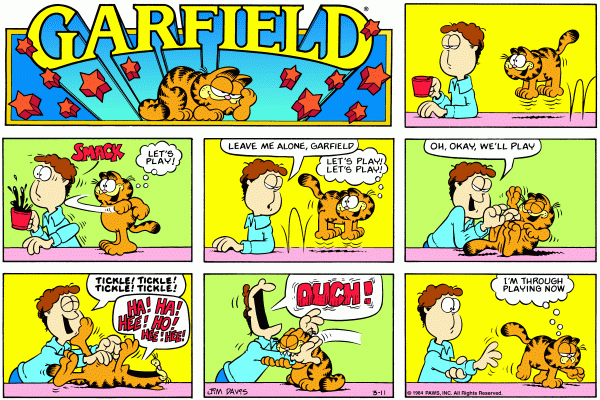 GARFIELD
®
SMACK
LET'S
PLAY!
LEAVE ME ALONE, GARFIELD
LET'S PLAY!
LET'S PLAY!
OH, OKAY, WE'LL PLAY
TICKLE! TICKLE!
TICKLE! TICKLE!
HA! HA!
HEE! HO!
HEE! HEE!
OUCH!
JIM DAVIS
3-11
I'M THROUGH
PLAYING NOW
© 1984 PAWS, INC. All Rights Reserved.